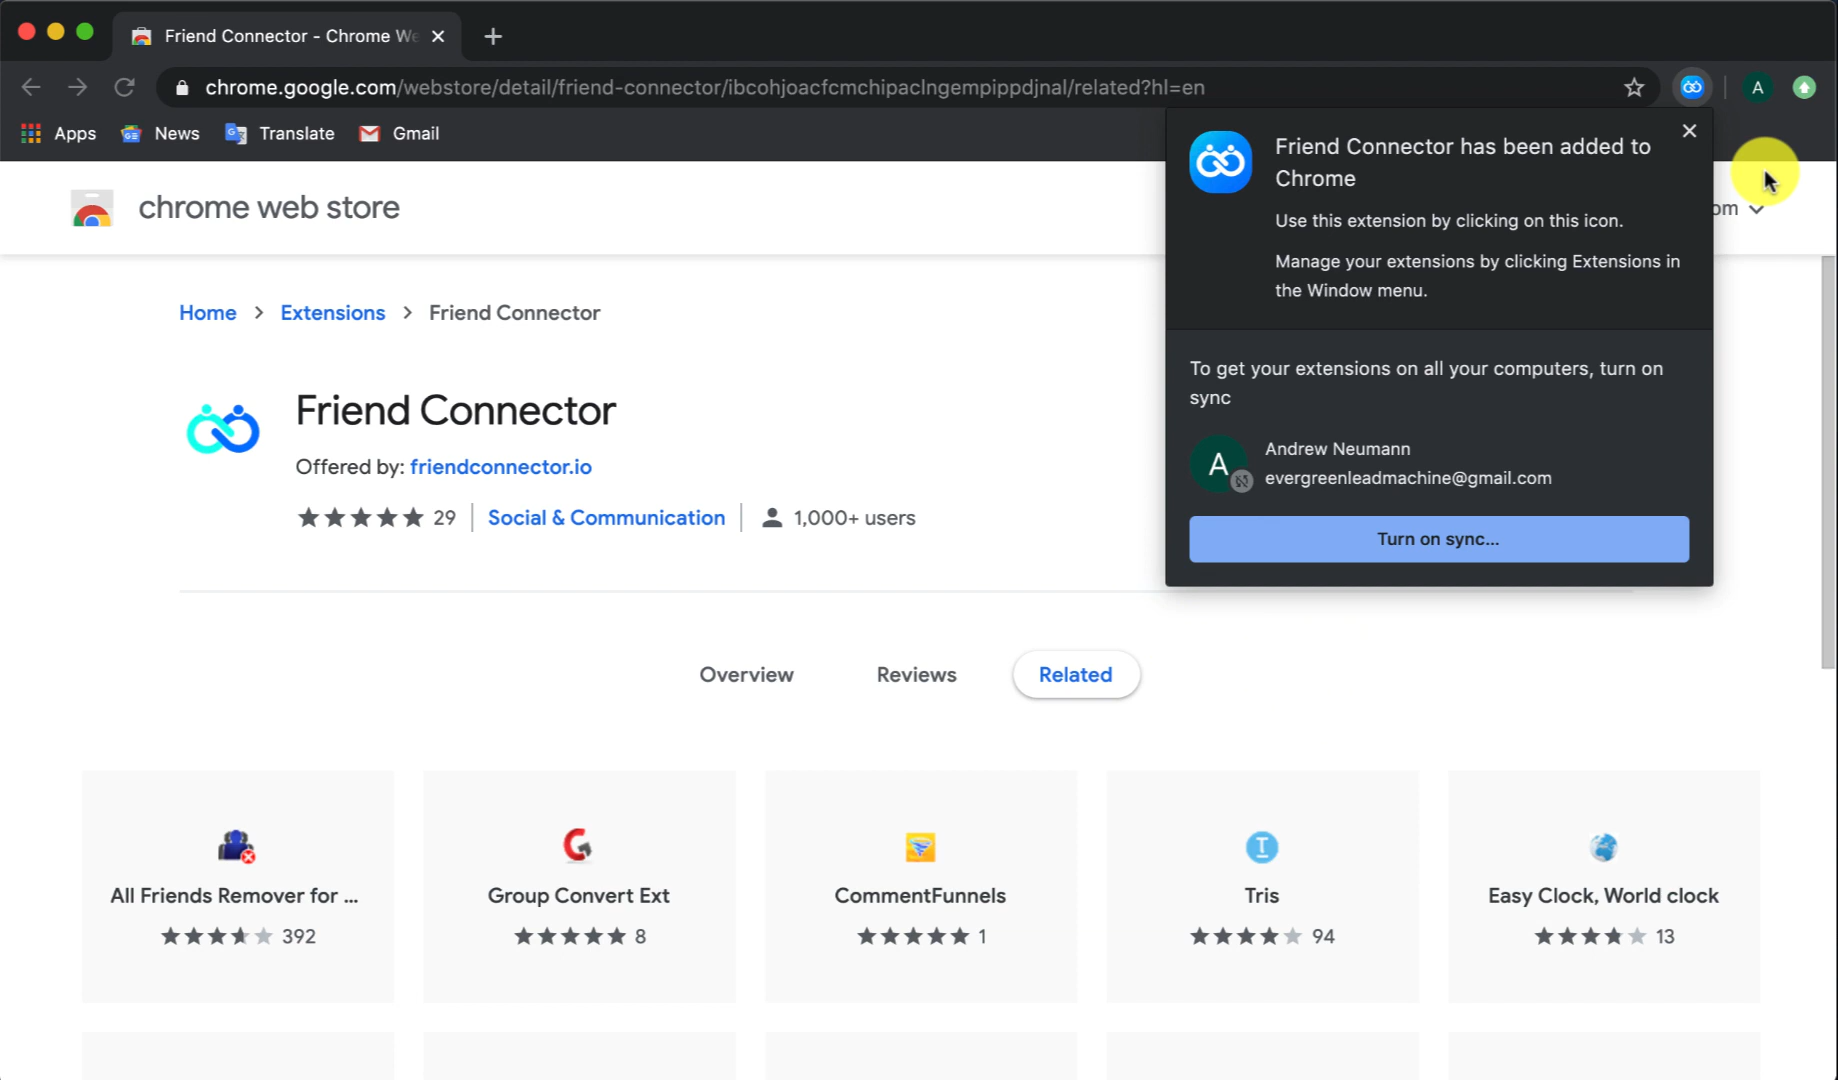 Friend Connector - Chrome We
chrome.google.com/webstore/detail/friend-connector/ibcohjoacfcmchipaclngempippdjnal/related?hl=en
A
Apps
News
Translate
Gmail
Friend Connector has been added to
Chrome
Use this extension by clicking on this icon.
Manage your extensions by clicking Extensions in
the Window menu.
To get your extensions on all your computers, turn on
sync
A
Andrew Neumann
evergreenleadmachine@gmail.com
Turn on sync...
chrome web store
om
Home > Extensions > Friend Connector
Friend Connector
Offered by: friendconnector.io
29
Social & Communication
1,000+ users
Overview
Reviews
Related
All Friends Remover for ...
392
Group Convert Ext
8
CommentFunnels
1
Tris
94
Easy Clock, World clock
13